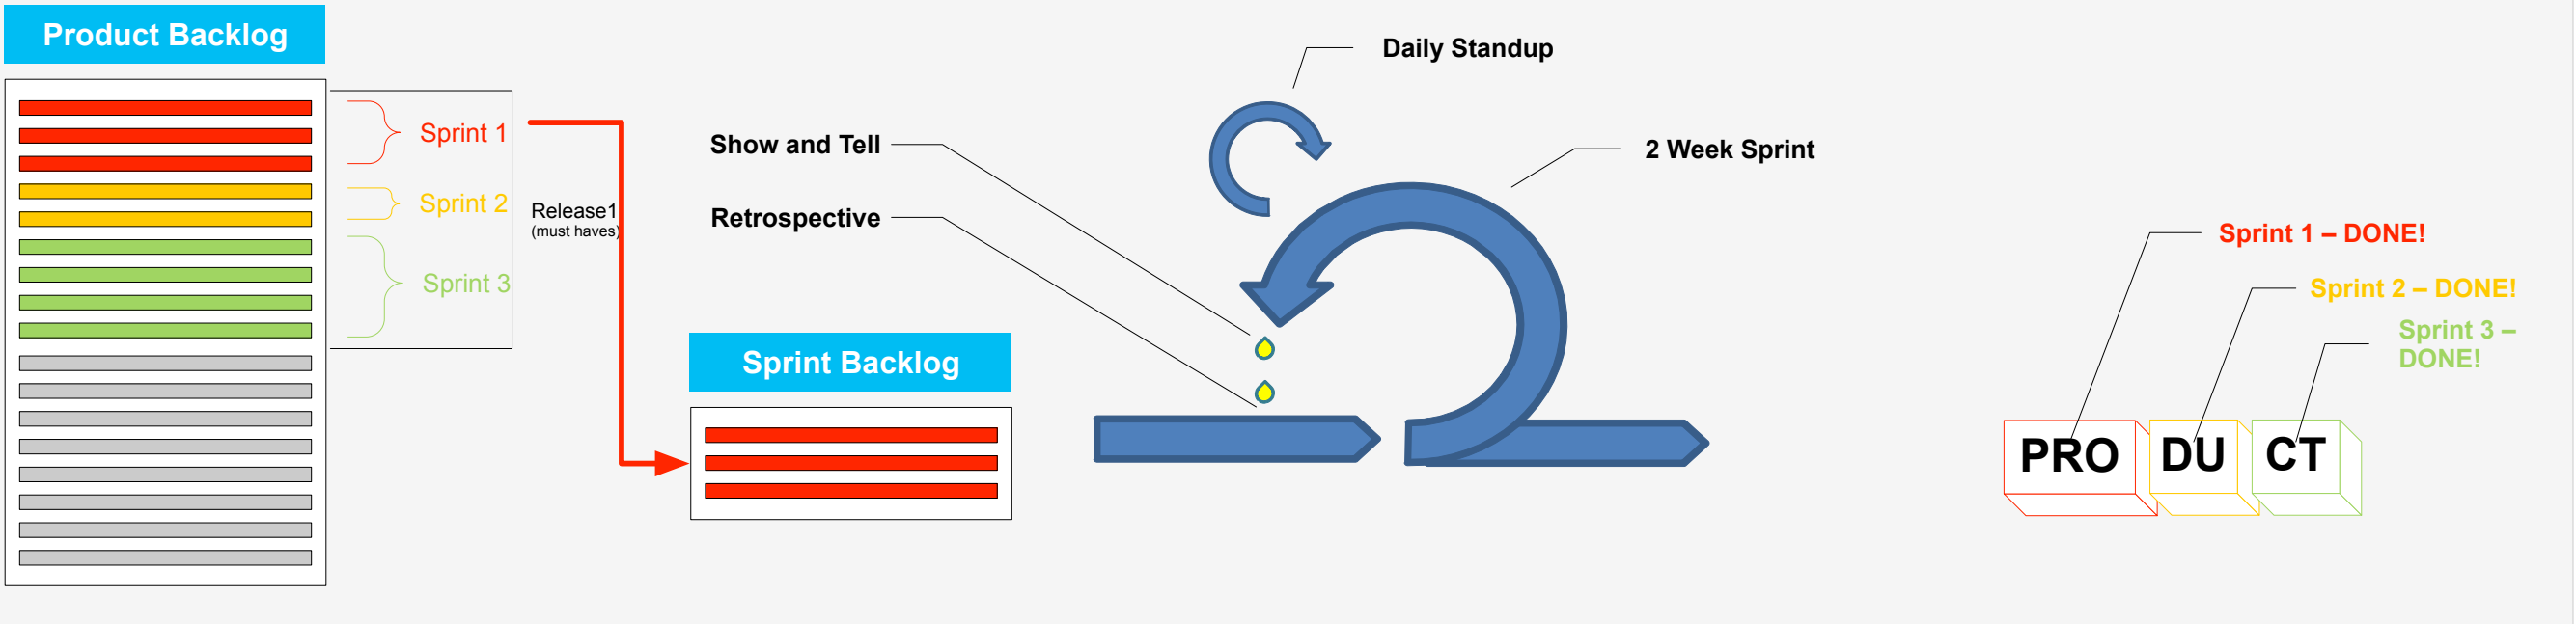 Product Backlog
Sprint 1
Sprint 2
Sprint 3
Release1
(must haves)
Sprint Backlog
Show and Tell
Retrospective
Daily Standup
2 Week Sprint
Sprint 1 – DONE!
Sprint 2 – DONE!
Sprint 3 –
DONE!
PRO DU CT